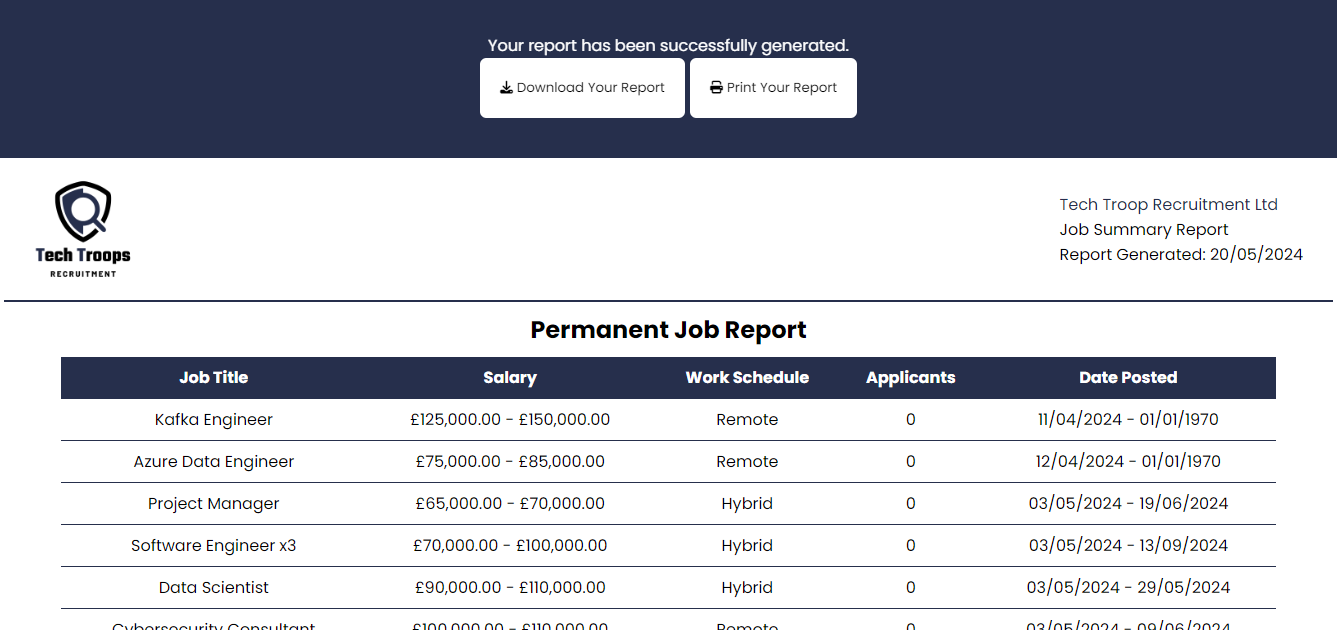 Your report has been successfully generated.
Download Your Report Print Your Report
Tech Troops
RECRUITMENT
Tech Troop Recruitment Ltd
Job Summary Report
Report Generated: 20/05/2024
Permanent Job Report
Job Title Salary Work Schedule Applicants Date Posted
Kafka Engineer £125,000.00 - £150,000.00 Remote 0 11/04/2024 - 01/01/1970
Azure Data Engineer £75,000.00 - £85,000.00 Remote 0 12/04/2024 - 01/01/1970
Project Manager £65,000.00 - £70,000.00 Hybrid 0 03/05/2024 - 19/06/2024
Software Engineer x3 £70,000.00 - £100,000.00 Hybrid 0 03/05/2024 - 13/09/2024
Data Scientist £90,000.00 - £110,000.00 Hybrid 0 03/05/2024 - 29/05/2024
Cybersecurity Consultant £100,000.00 - £110,000.00 Remote 0 03/05/2024 - 09/06/2024